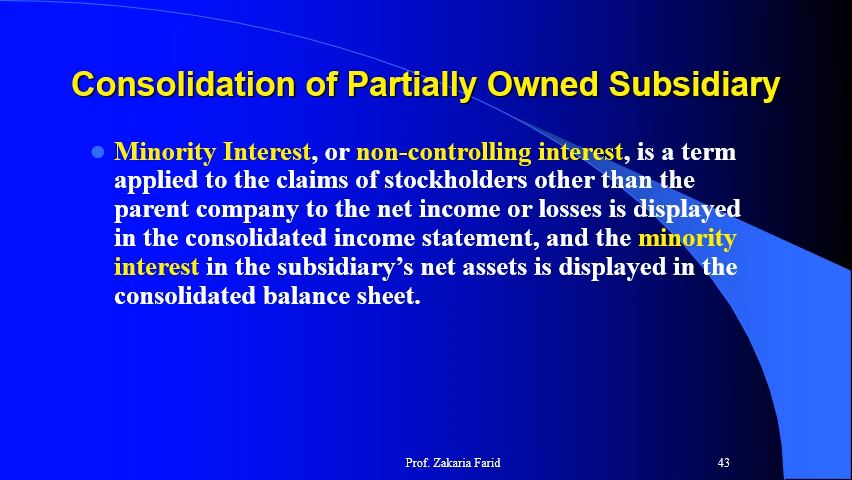 Consolidation of Partially Owned Subsidiary
Minority Interest, or non-controlling interest, is a term
applied to the claims of stockholders other than the
parent company to the net income or losses is displayed
in the consolidated income statement, and the minority
interest in the subsidiary’s net assets is displayed in the
consolidated balance sheet.
Prof. Zakaria Farid
43